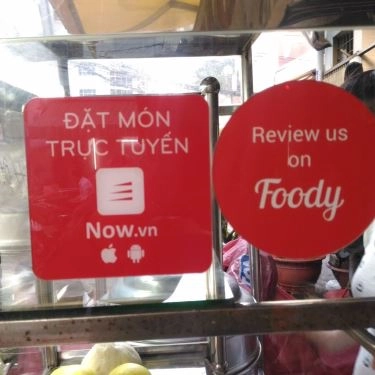 ĐẶT MÓN
TRỰC TUYẾN
Now.vn
Review us
on
Foody